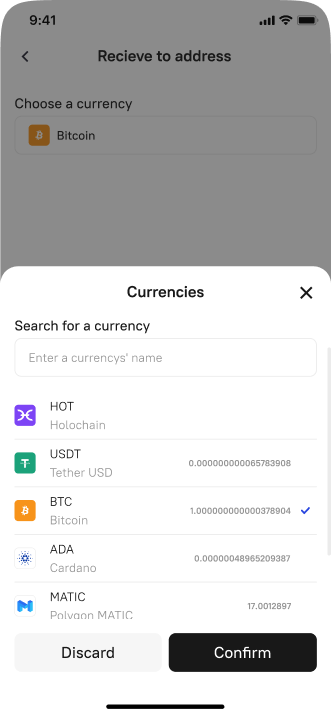 9:41
Recieve to address
Choose a currency
Bitcoin
Currencies
Search for a currency
Enter a currencys' name
HOT
Holochain
USDT
Tether USD
0.000000000065783908
BTC
Bitcoin
1.000000000000378904
ADA
Cardano
0.00000048965209387
MATIC
Polygon MATIC
17.0012897
Discard
Confirm